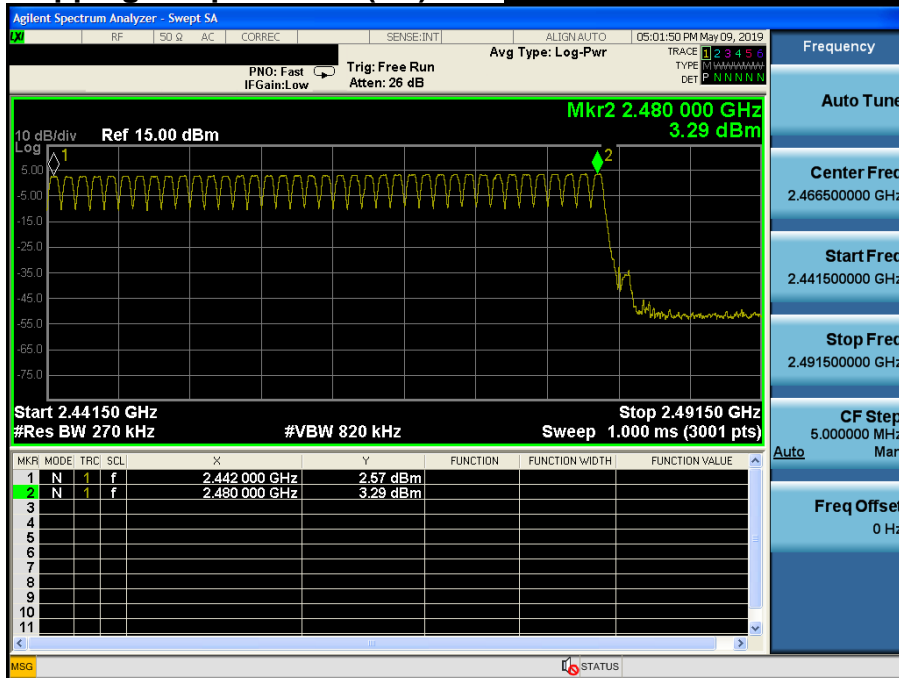 Agilent Spectrum Analyzer - Swept SA
LXI RF 50 Ω AC CORREC SENSE:INT ALIGN AUTO 05:01:50 PM May 09, 2019
Avg Type: Log-Pwr
TRACE 1 2 3 4 5 6
PNO: Fast Trig: Free Run
TYPE M WWWWW
IFGain:Low Atten: 26 dB
DET P N N N N N
Frequency
Auto Tune
Center Freq
2.466500000 GHz
Start Freq
2.441500000 GHz
Stop Freq
2.491500000 GHz
CF Step
5.000000 MHz
Auto Man
Freq Offset
0 Hz
Mkr2 2.480 000 GHz
3.29 dBm
10 dB/div Ref 15.00 dBm
Log
1
2
5.00
-5.00
-15.0
-25.0
-35.0
-45.0
-55.0
-65.0
-75.0
Start 2.44150 GHz Stop 2.49150 GHz
#Res BW 270 kHz #VBW 820 kHz Sweep 1.000 ms (3001 pts)
MKR MODE TRC SCL X Y FUNCTION FUNCTION WIDTH FUNCTION VALUE
1 N 1 f 2.442 000 GHz 2.57 dBm
2 N 1 f 2.480 000 GHz 3.29 dBm
3
4
5
6
7
8
9
10
11
MSG STATUS